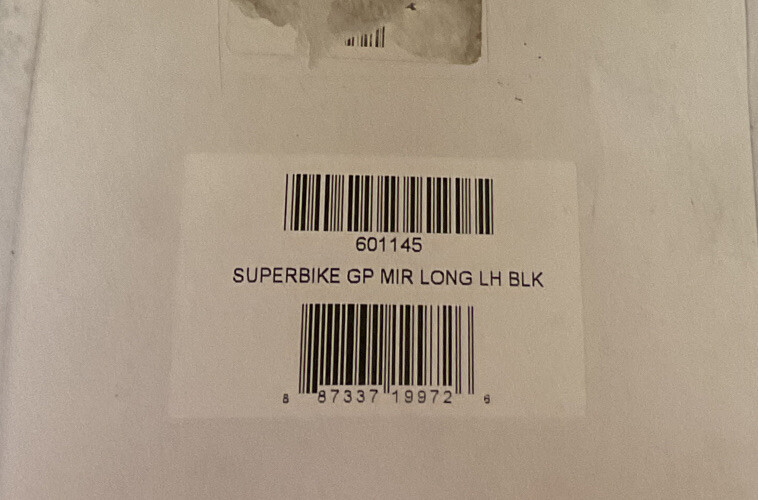 601145
SUPERBIKE GP MIR LONG LH BLK
8 87337 19972 6